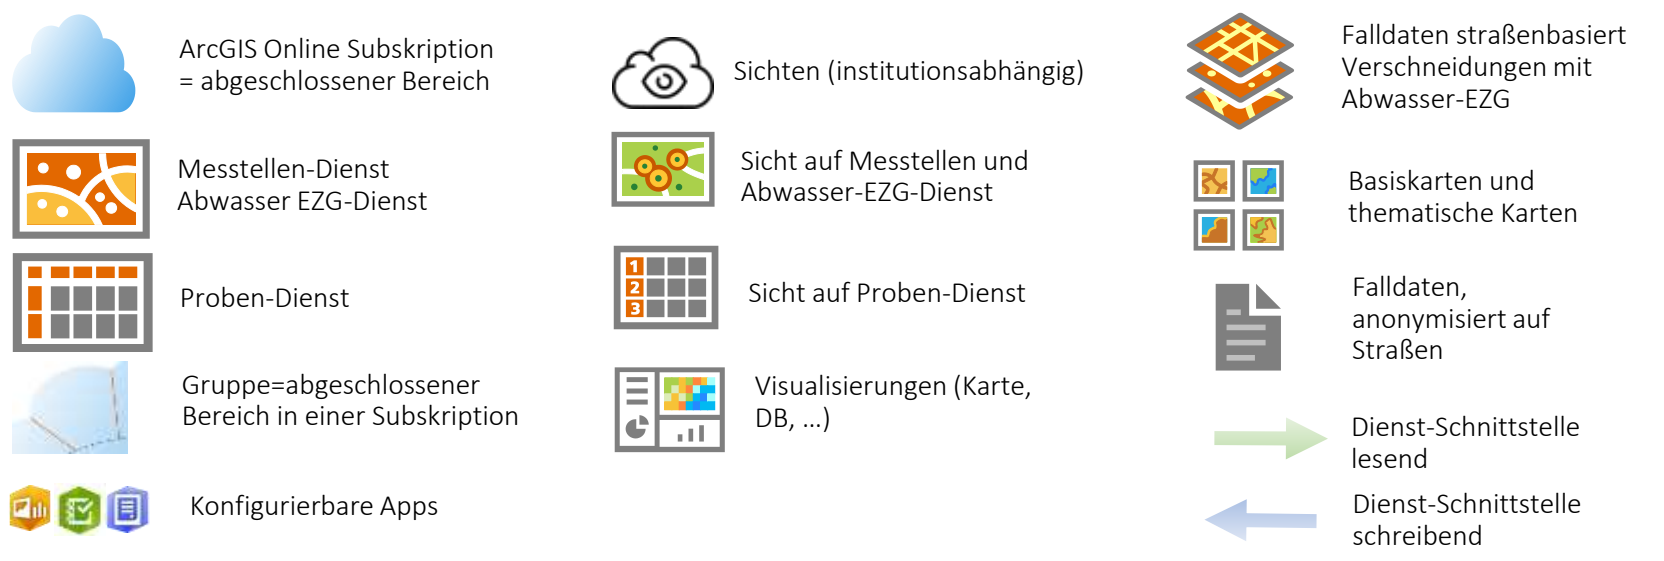 ArcGIS Online Subskription
= abgeschlossener Bereich
Messtellen-Dienst
Abwasser EZG-Dienst
Proben-Dienst
Gruppe=abgeschlossener
Bereich in einer Subskription
Konfigurierbare Apps
Sichten (institutionsabhängig)
Sicht auf Messtellen und
Abwasser-EZG-Dienst
1
2
3
Sicht auf Proben-Dienst
Visualisierungen (Karte,
DB, ...)
Falldaten straßenbasiert
Verschneidungen mit
Abwasser-EZG
Basiskarten und
thematische Karten
Falldaten,
anonymisiert auf
Straßen
Dienst-Schnittstelle
lesend
Dienst-Schnittstelle
schreibend